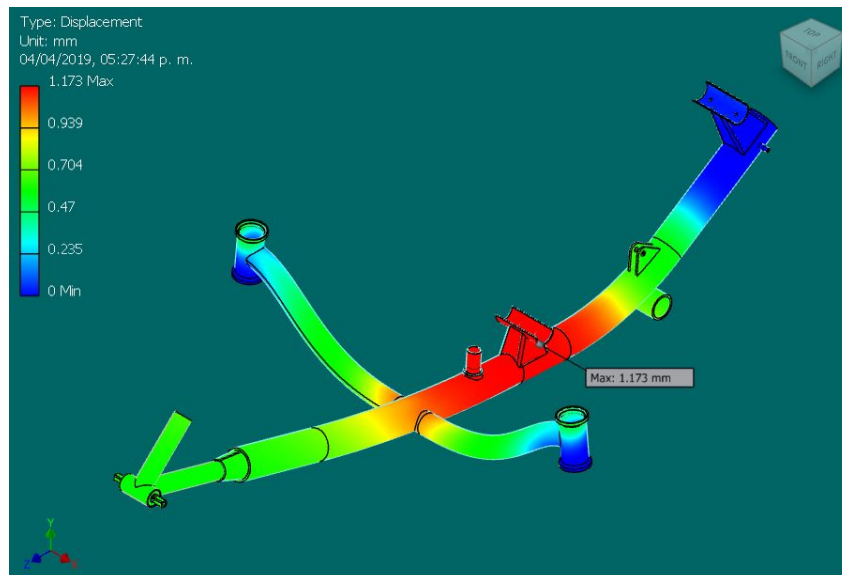 Type: Displacement
Unit: mm
04/04/2019, 05:27:44 p. m.
1.173 Max
0.939
0.704
0.47
0.235
0 Min
TOP
FRONT
RIGHT
Max: 1.173 mm
Y
Z
X